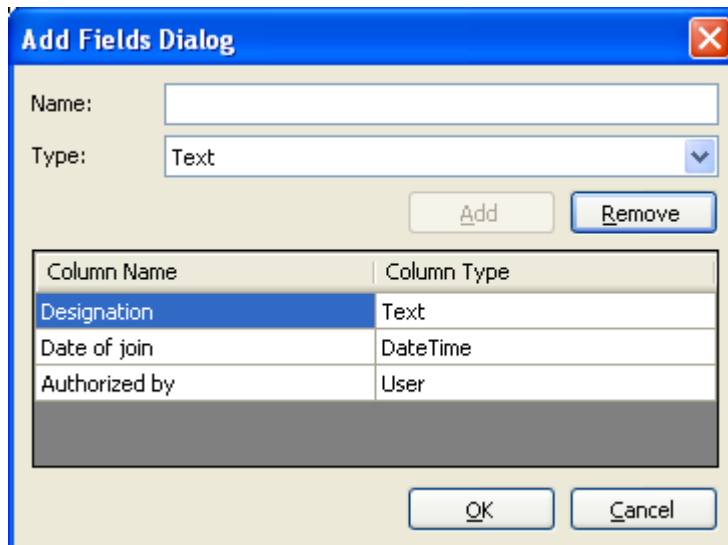 Add Fields Dialog
Name:
Type: Text
Add Remove
Column Name Column Type
Designation Text
Date of join DateTime
Authorized by User
OK Cancel